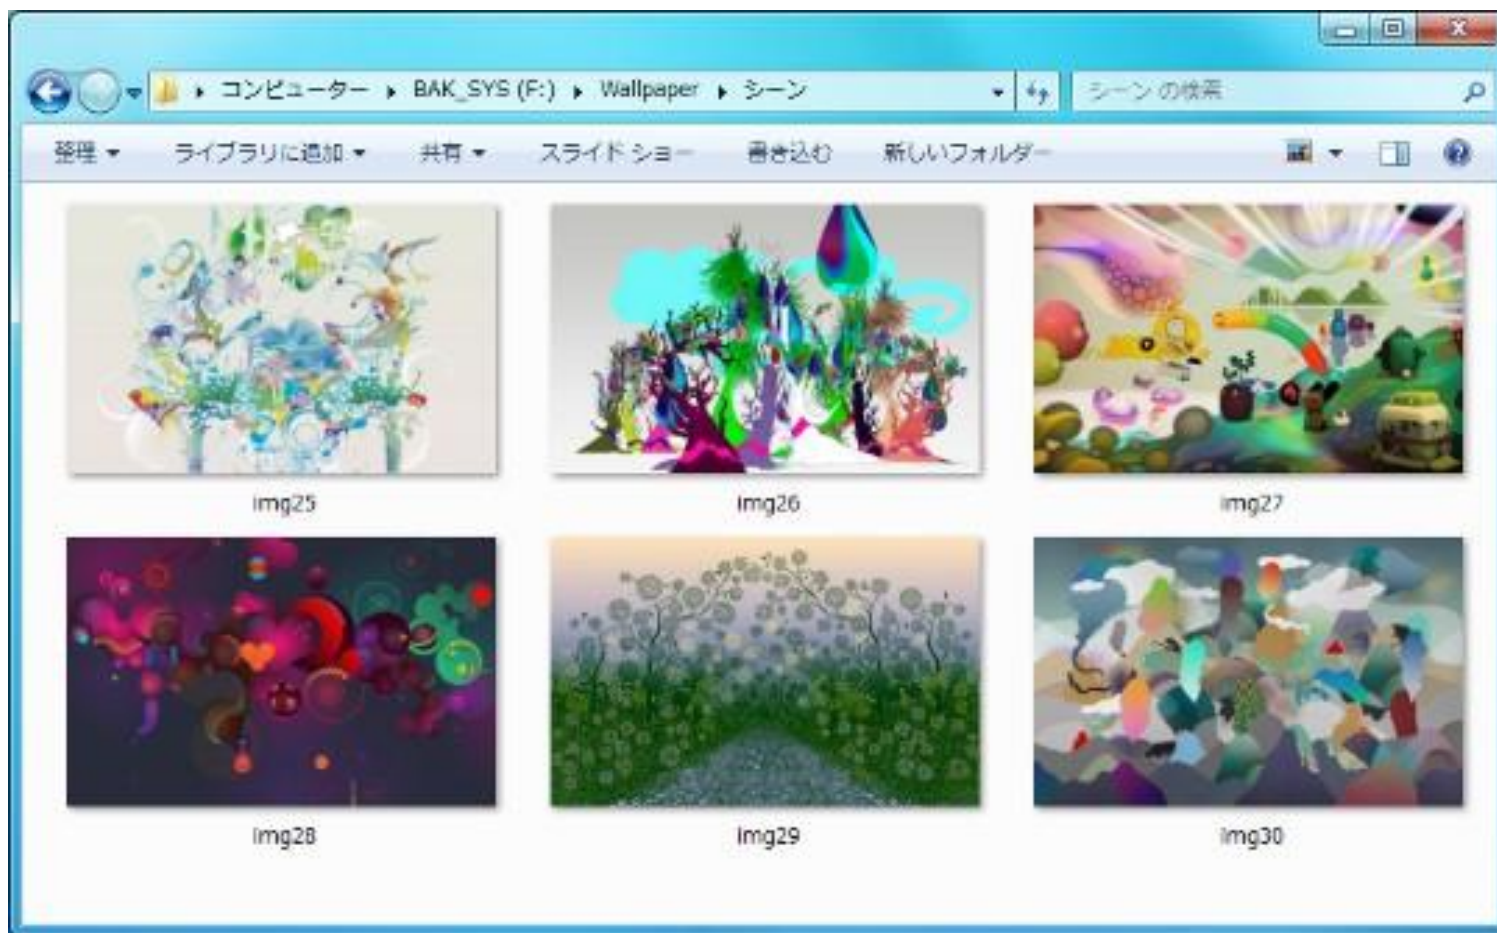 コンピューター ▸ BAK_SYS (F:) ▸ Wallpaper ▸ シーン
シーン の検索
整理 ライブラリに追加 共有 スライド ショー 書き込む 新しいフォルダー
img25 img26 img27
img28 img29 img30